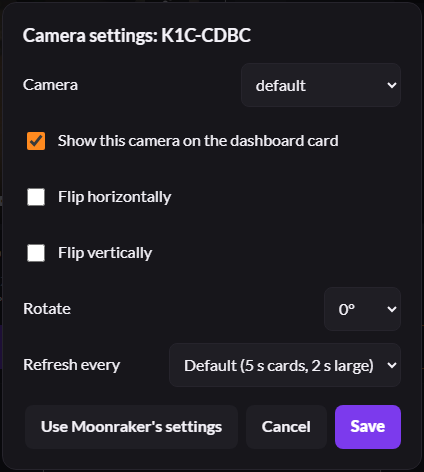 Camera settings: K1C-CDBC
Camera default
Show this camera on the dashboard card
Flip horizontally
Flip vertically
Rotate 0°
Refresh every Default (5 s cards, 2 s large)
Use Moonraker's settings Cancel Save